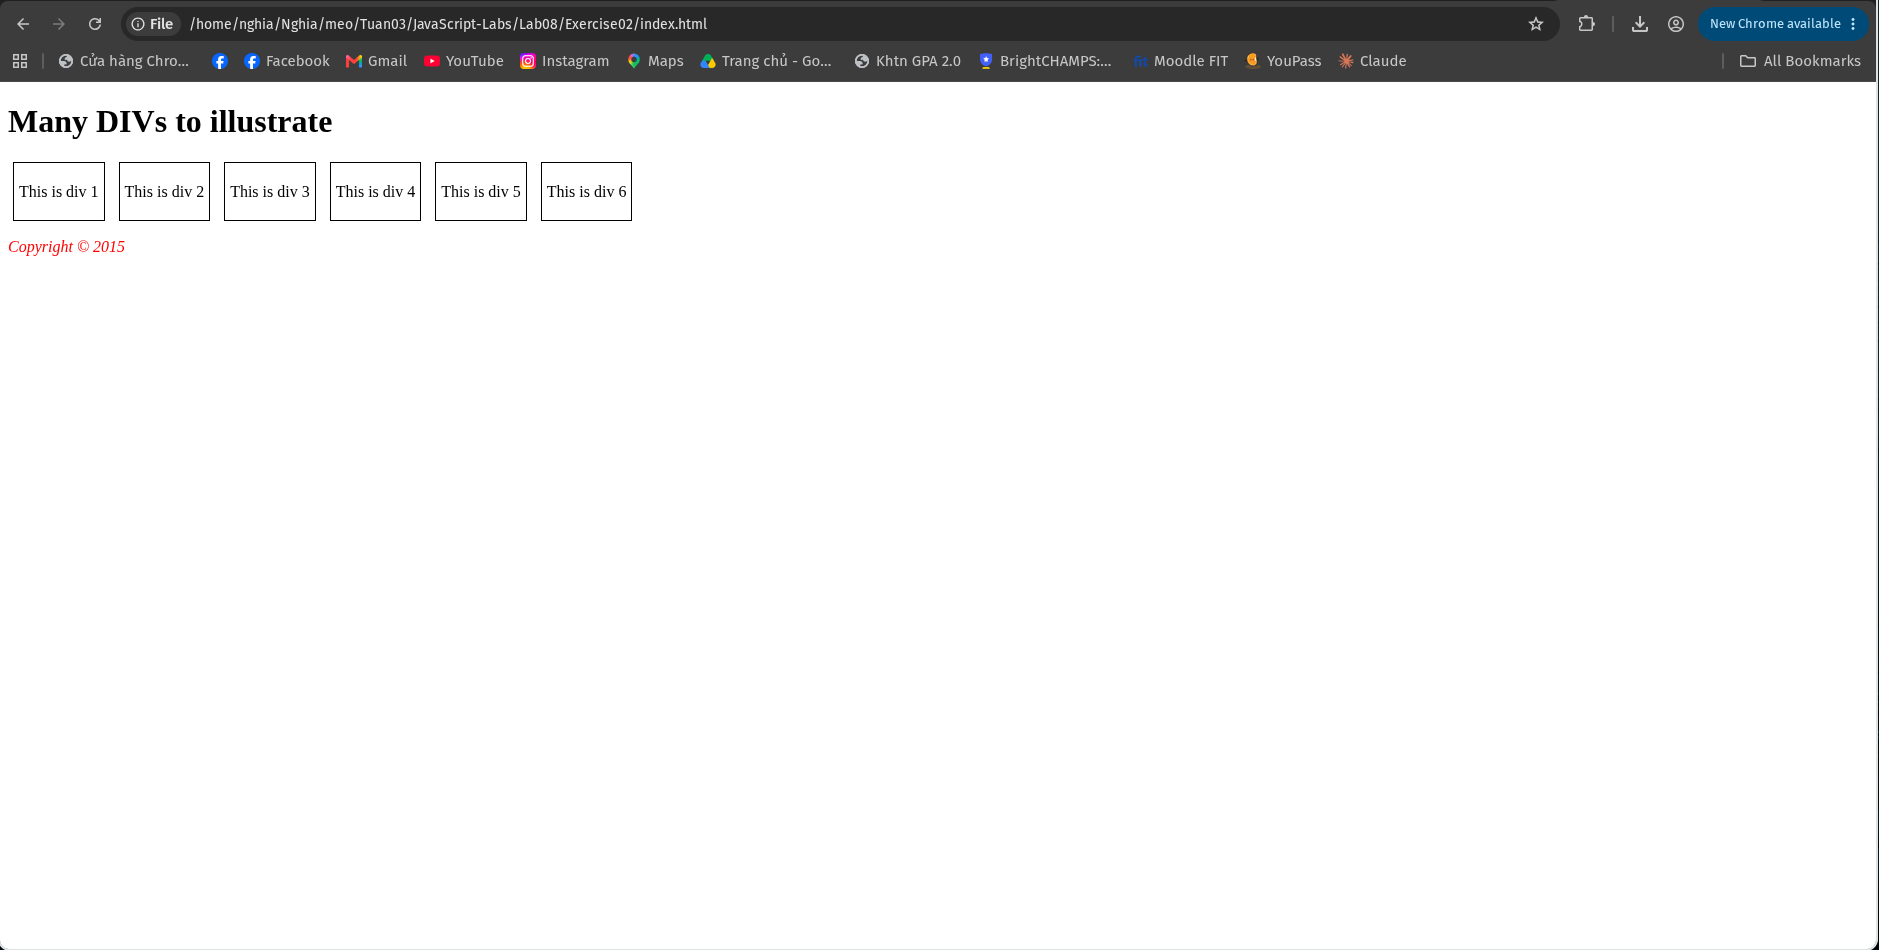 File /home/nghia/Nghia/meo/Tuan03/JavaScript-Labs/Lab08/Exercise02/index.html New Chrome available
Cửa hàng Chro... Facebook Gmail YouTube Instagram Maps Trang chủ - Go... Khtn GPA 2.0 BrightCHAMPS:... fit Moodle FIT YouPass Claude All Bookmarks
Many DIVs to illustrate
This is div 1 This is div 2 This is div 3 This is div 4 This is div 5 This is div 6
Copyright © 2015